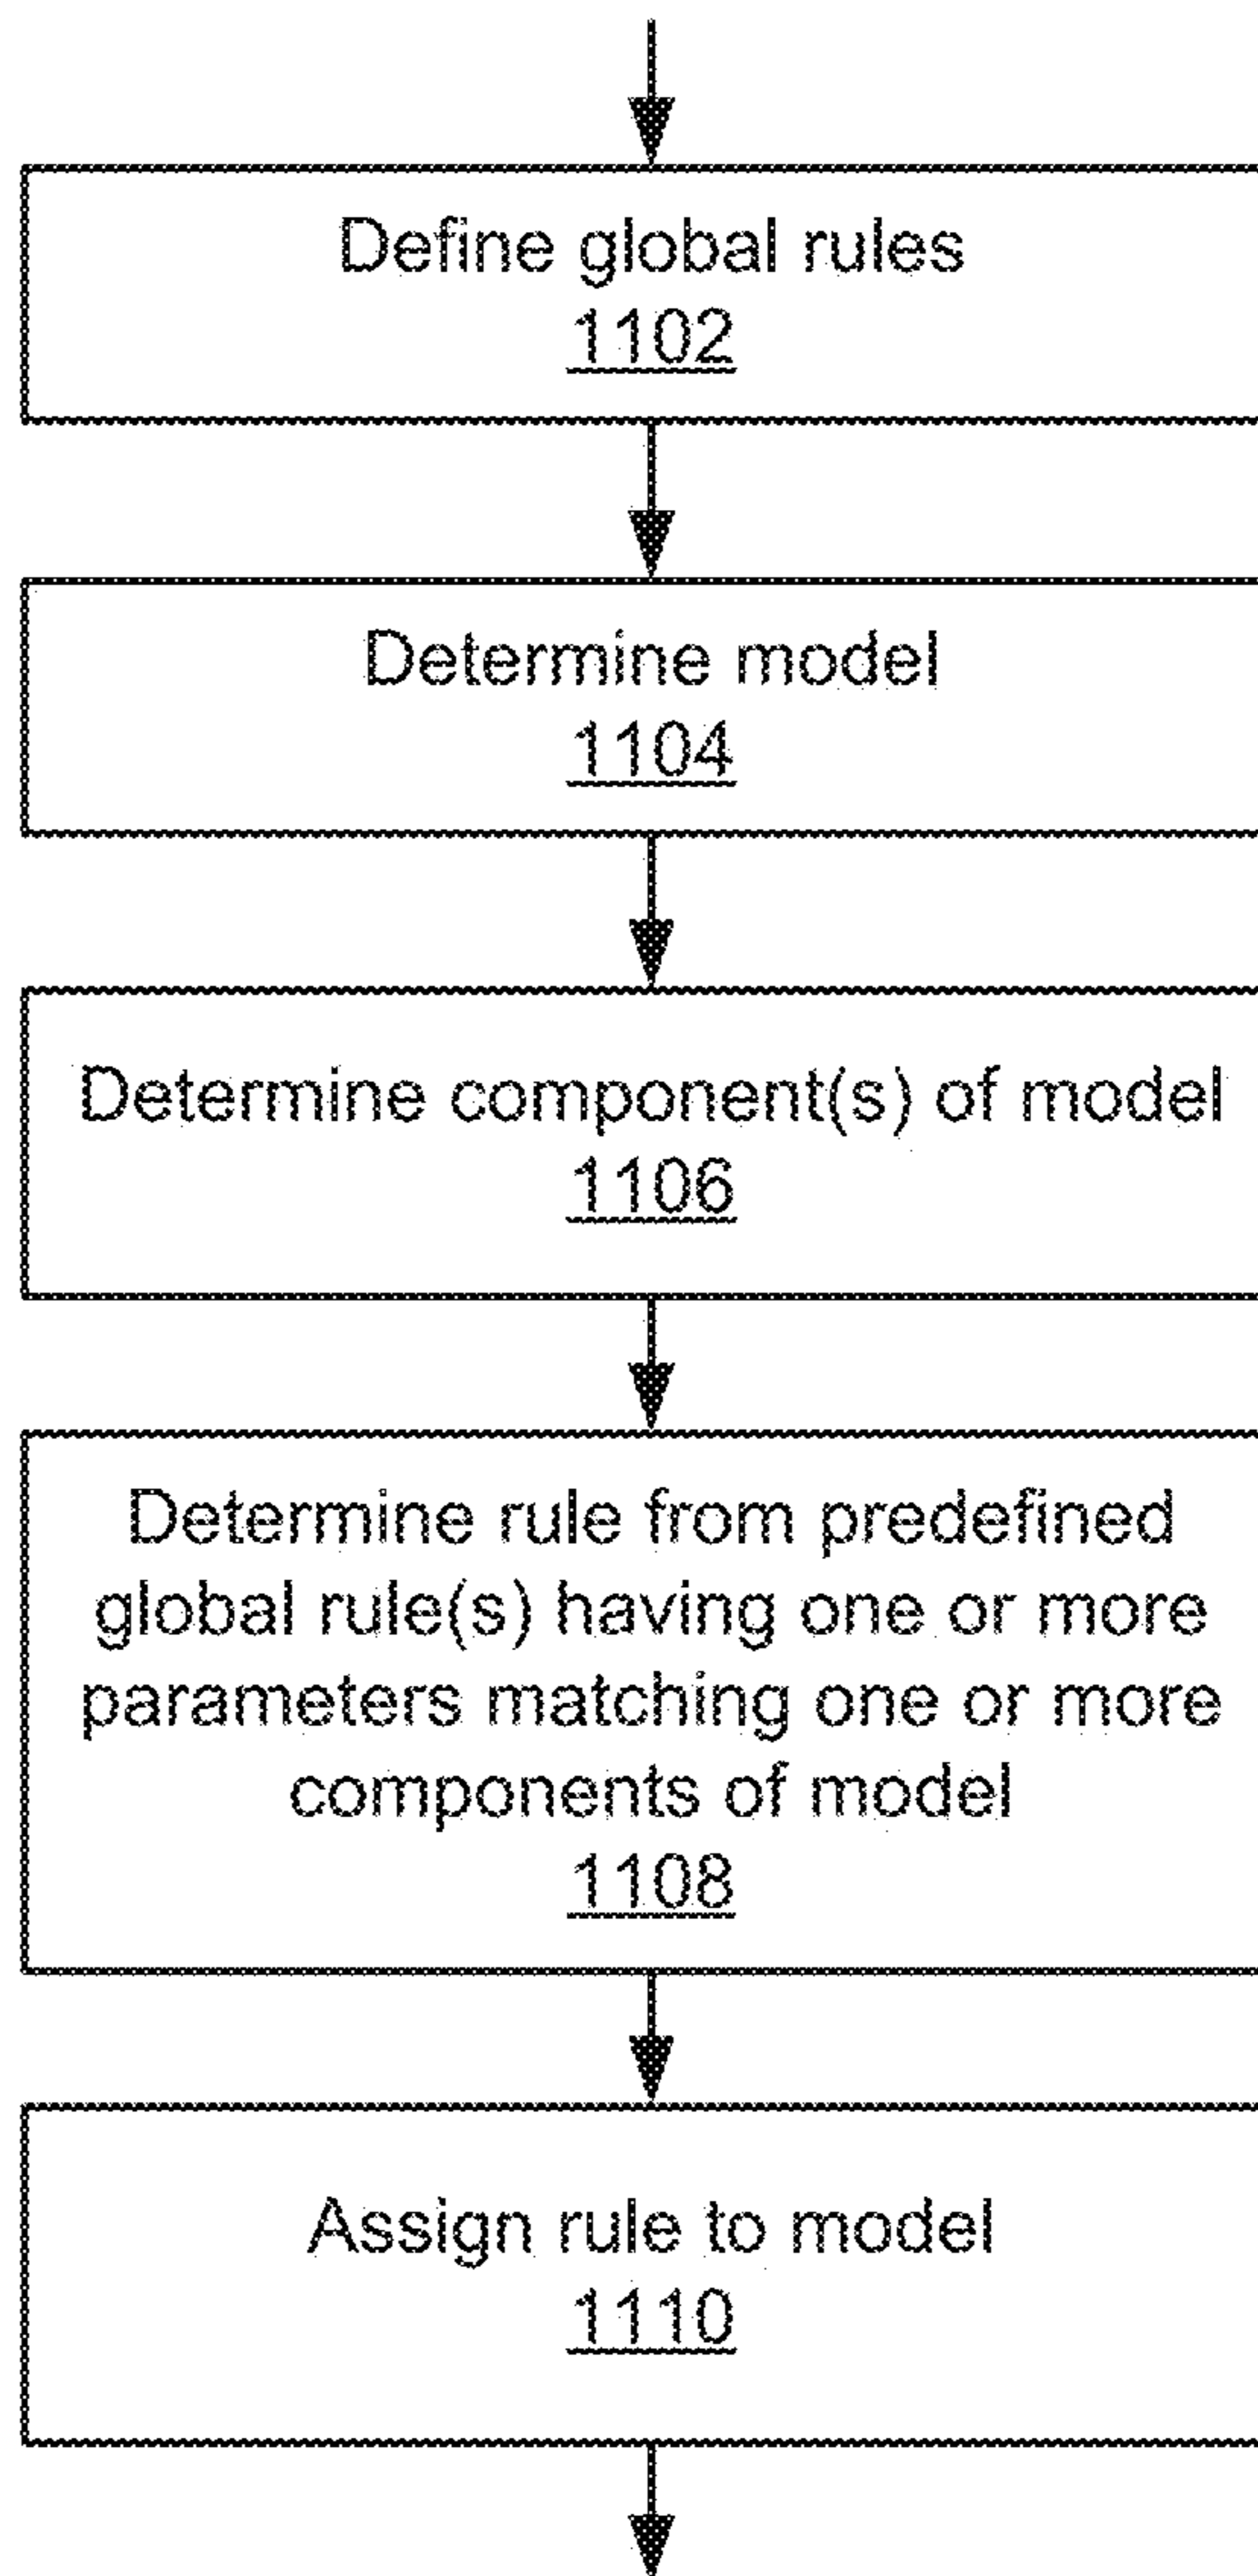 Define global rules
1102
Determine model
1104
Determine component(s) of model
1106
Determine rule from predefined
global rule(s) having one or more
parameters matching one or more
components of model
1108
Assign rule to model
1110